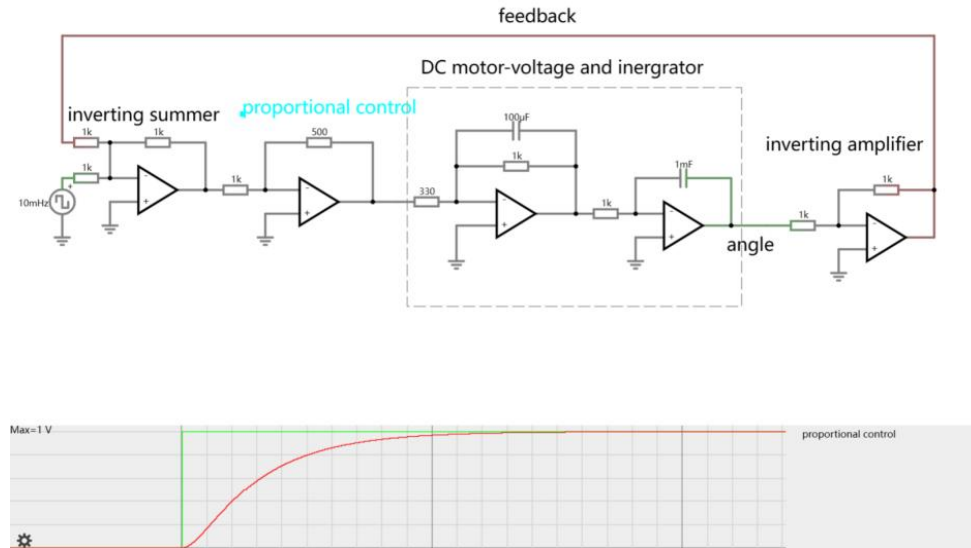 feedback
DC motor-voltage and inergrator
proportional control
inverting summer
1k
1k
1k
10mHz
+
-
+
1k
500
-
+
330
100μF
1k
-
+
1k
1mF
-
+
angle
inverting amplifier
1k
1k
-
+
Max=1 V
proportional control